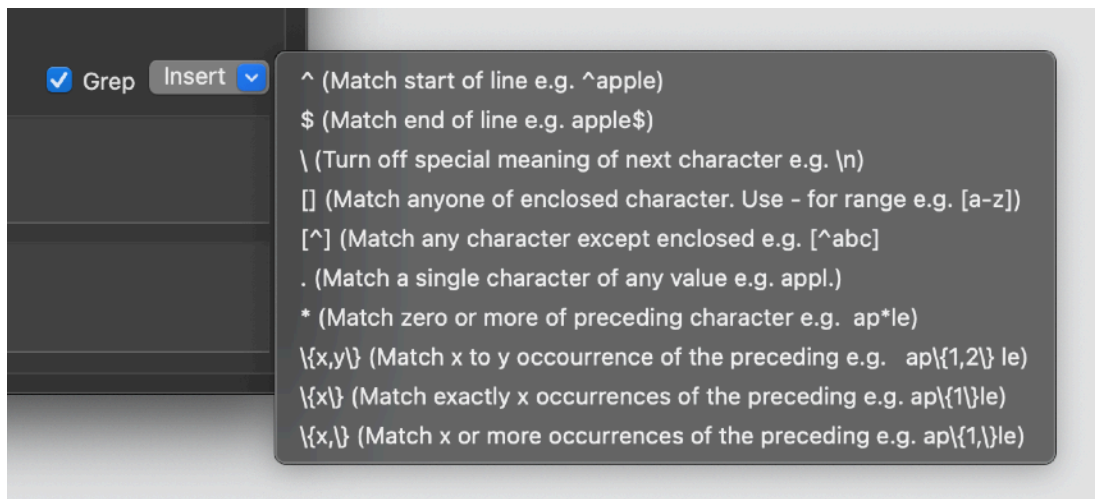 Grep Insert
^ (Match start of line e.g. ^apple)
$ (Match end of line e.g. apple$)
\ (Turn off special meaning of next character e.g. \n)
[] (Match anyone of enclosed character. Use - for range e.g. [a-z])
[^] (Match any character except enclosed e.g. [^abc]
. (Match a single character of any value e.g. appl.)
* (Match zero or more of preceding character e.g.  ap*le)
\{x,y\} (Match x to y occourrence of the preceding e.g.   ap\{1,2\} le)
\{x\} (Match exactly x occurrences of the preceding e.g. ap\{1\}le)
\{x,\} (Match x or more occurrences of the preceding e.g. ap\{1,\}le)